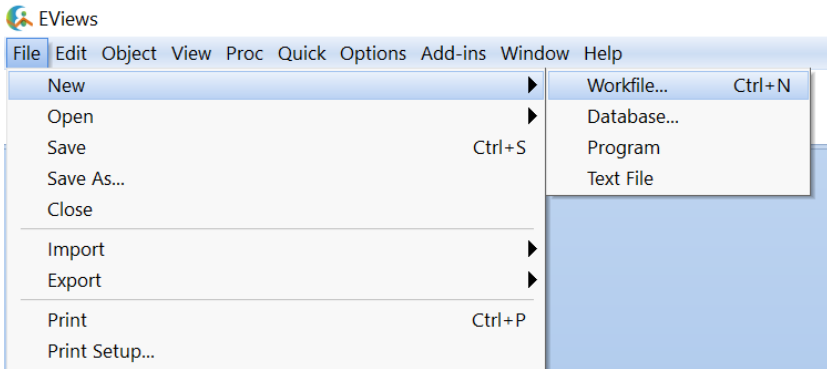 EViews
File Edit Object View Proc Quick Options Add-ins Window Help
New
Open
Save Ctrl+S
Save As...
Close
Import
Export
Print Ctrl+P
Print Setup...
Workfile... Ctrl+N
Database...
Program
Text File